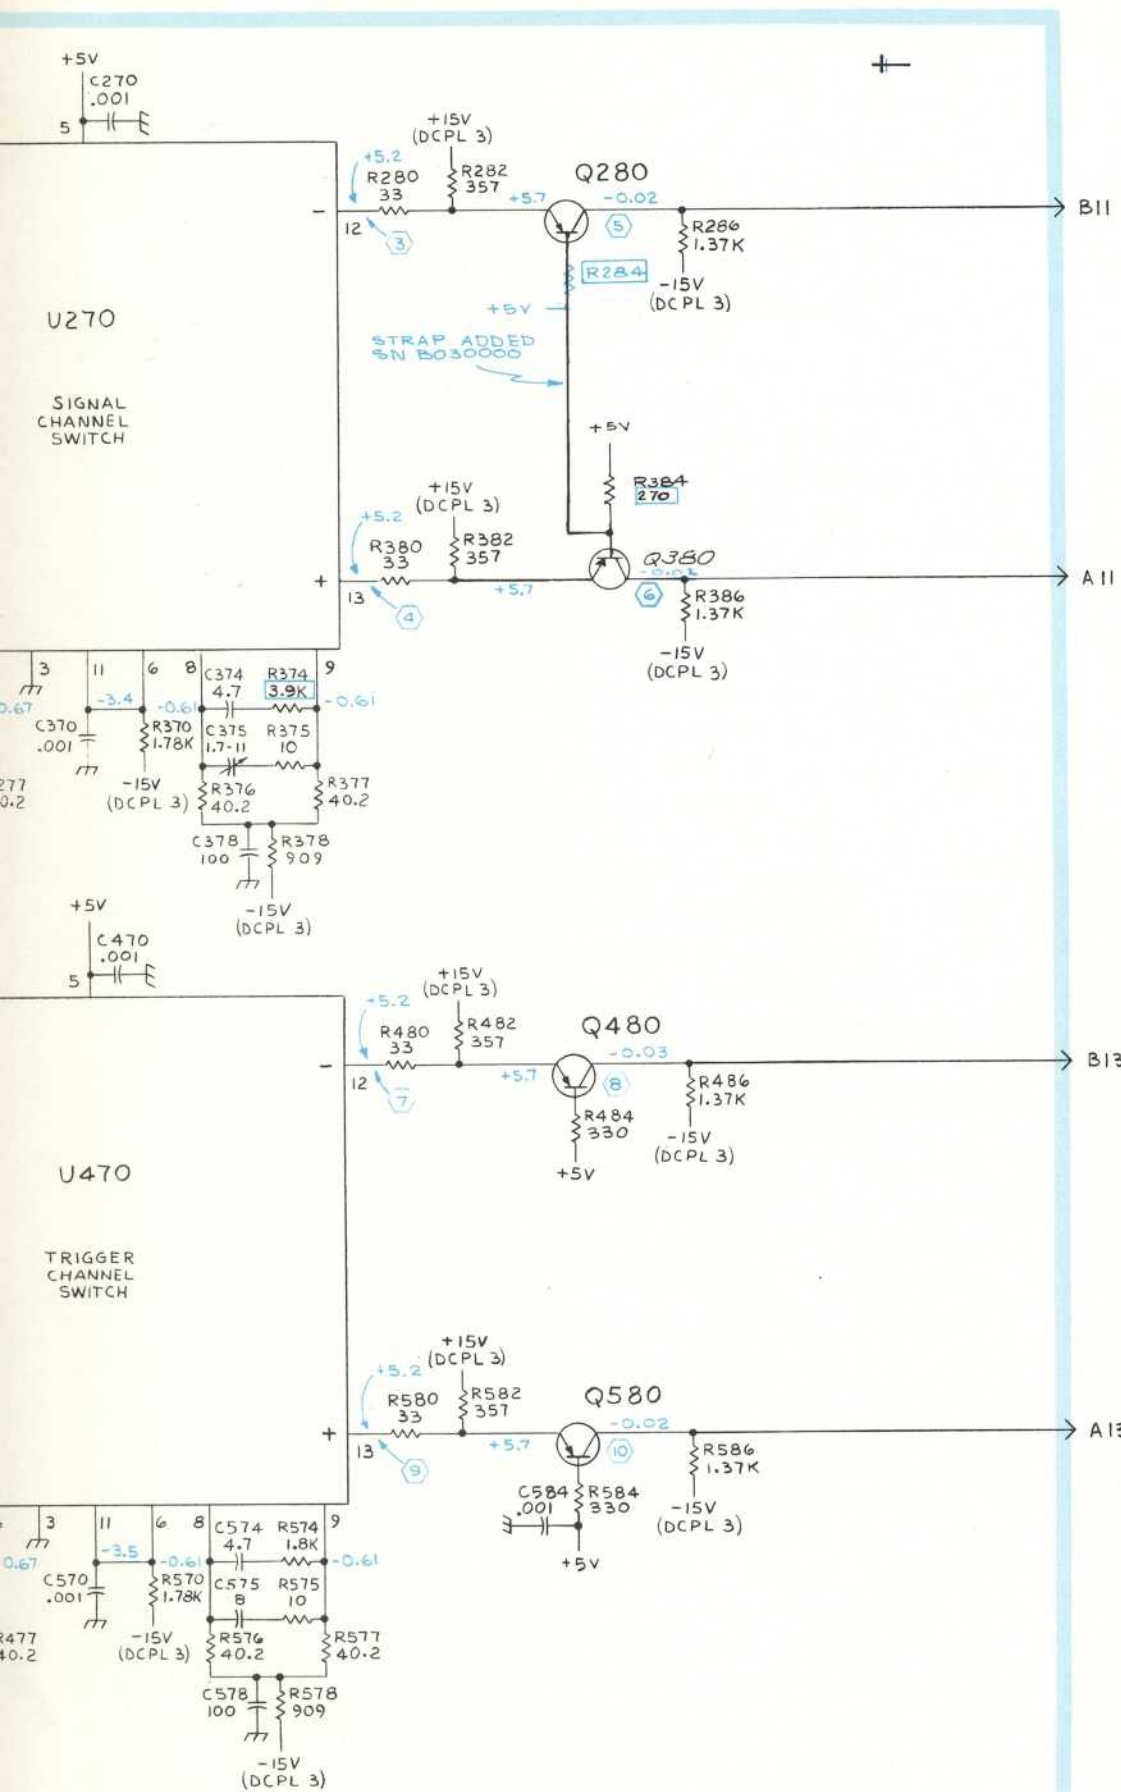 +5V
C270
.001
5
+15V
(DCPL 3)
+5.2
R280
33
R282
357
+5.7
Q280
-0.02
5
B11
-
12
3
R286
1.37K
-15V
(DCPL 3)
R284
+5V
STRAP ADDED
SN B030000
U270
SIGNAL
CHANNEL
SWITCH
+5V
R384
270
+15V
(DCPL 3)
+5.2
R380
33
R382
357
+5.7
Q380
-0.02
6
A11
+
13
4
R386
1.37K
-15V
(DCPL 3)
3
11
6
8
9
0.67
-3.4
-0.61
C374
4.7
R374
3.9K
-0.61
C370
.001
R370
1.78K
C375
1.7-11
R375
10
277
0.2
-15V
(DCPL 3)
R376
40.2
R377
40.2
C378
100
R378
909
-15V
(DCPL 3)
+5V
C470
.001
5
+15V
(DCPL 3)
+5.2
R480
33
R482
357
+5.7
Q480
-0.03
8
B13
-
12
7
R486
1.37K
R484
330
-15V
(DCPL 3)
+5V
U470
TRIGGER
CHANNEL
SWITCH
+15V
(DCPL 3)
+5.2
R580
33
R582
357
+5.7
Q580
-0.02
10
A13
+
13
9
R586
1.37K
C584
.001
R584
330
-15V
(DCPL 3)
+5V
3
11
6
8
9
0.67
-3.5
-0.61
C574
4.7
R574
1.8K
-0.61
C570
.001
R570
1.78K
C575
8
R575
10
R477
40.2
-15V
(DCPL 3)
R576
40.2
R577
40.2
C578
100
R578
909
-15V
(DCPL 3)